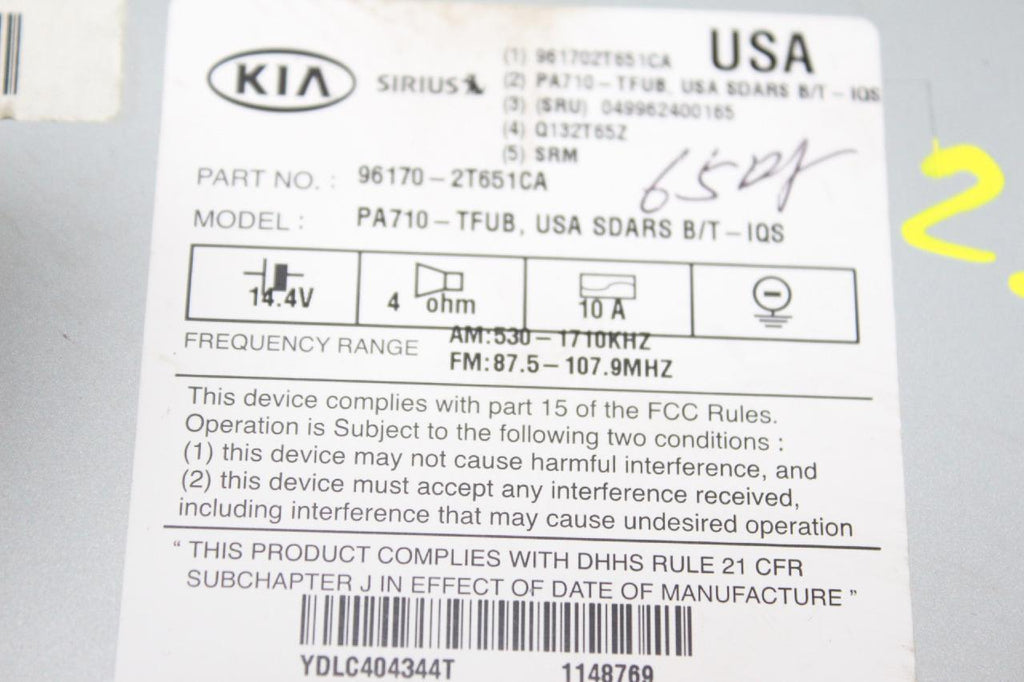 USA
KIA
SIRIUS
(1) 961702T651CA
(2) PA710-TFUB, USA SDARS B/T-IQS
(3) (SRU) 049962400165
(4) Q132T65Z
(5) SRM
PART NO. : 96170-2T651CA
MODEL : PA710-TFUB, USA SDARS B/T-IQS
14.4V
4 ohm
10 A
FREQUENCY RANGE AM:530-1710KHZ
FM:87.5-107.9MHZ
This device complies with part 15 of the FCC Rules.
Operation is Subject to the following two conditions :
(1) this device may not cause harmful interference, and
(2) this device must accept any interference received,
including interference that may cause undesired operation
“ THIS PRODUCT COMPLIES WITH DHHS RULE 21 CFR
SUBCHAPTER J IN EFFECT OF DATE OF MANUFACTURE ”
YDLC404344T 1148769
2.